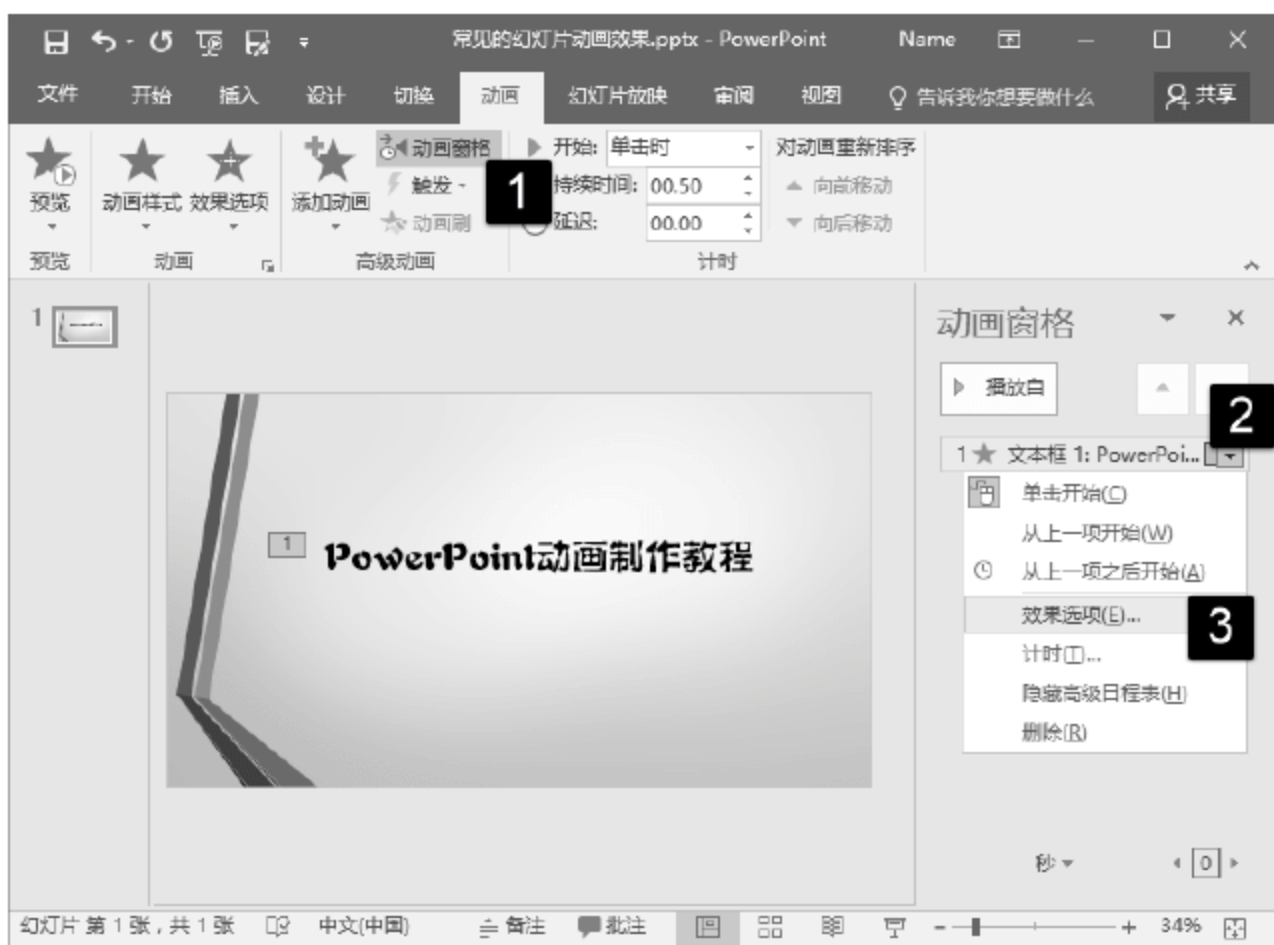 常见的幻灯片动画效果.pptx - PowerPoint Name
文件 开始 插入 设计 切换 动画 幻灯片放映 审阅 视图 告诉我你想要做什么 共享
动画窗格 开始: 单击时 对动画重新排序
预览 动画样式 效果选项 添加动画 触发 1 持续时间: 00.50 向前移动
动画刷 延迟: 00.00 向后移动
预览 动画 高级动画 计时
1 动画窗格
播放自
2
1 文本框 1: PowerPoi...
单击开始(C)
从上一项开始(W)
1 PowerPoint动画制作教程
从上一项之后开始(A)
效果选项(E)... 3
计时(T)...
隐藏高级日程表(H)
删除(R)
秒 0
幻灯片 第 1 张，共 1 张 中文(中国) 备注 批注 34%